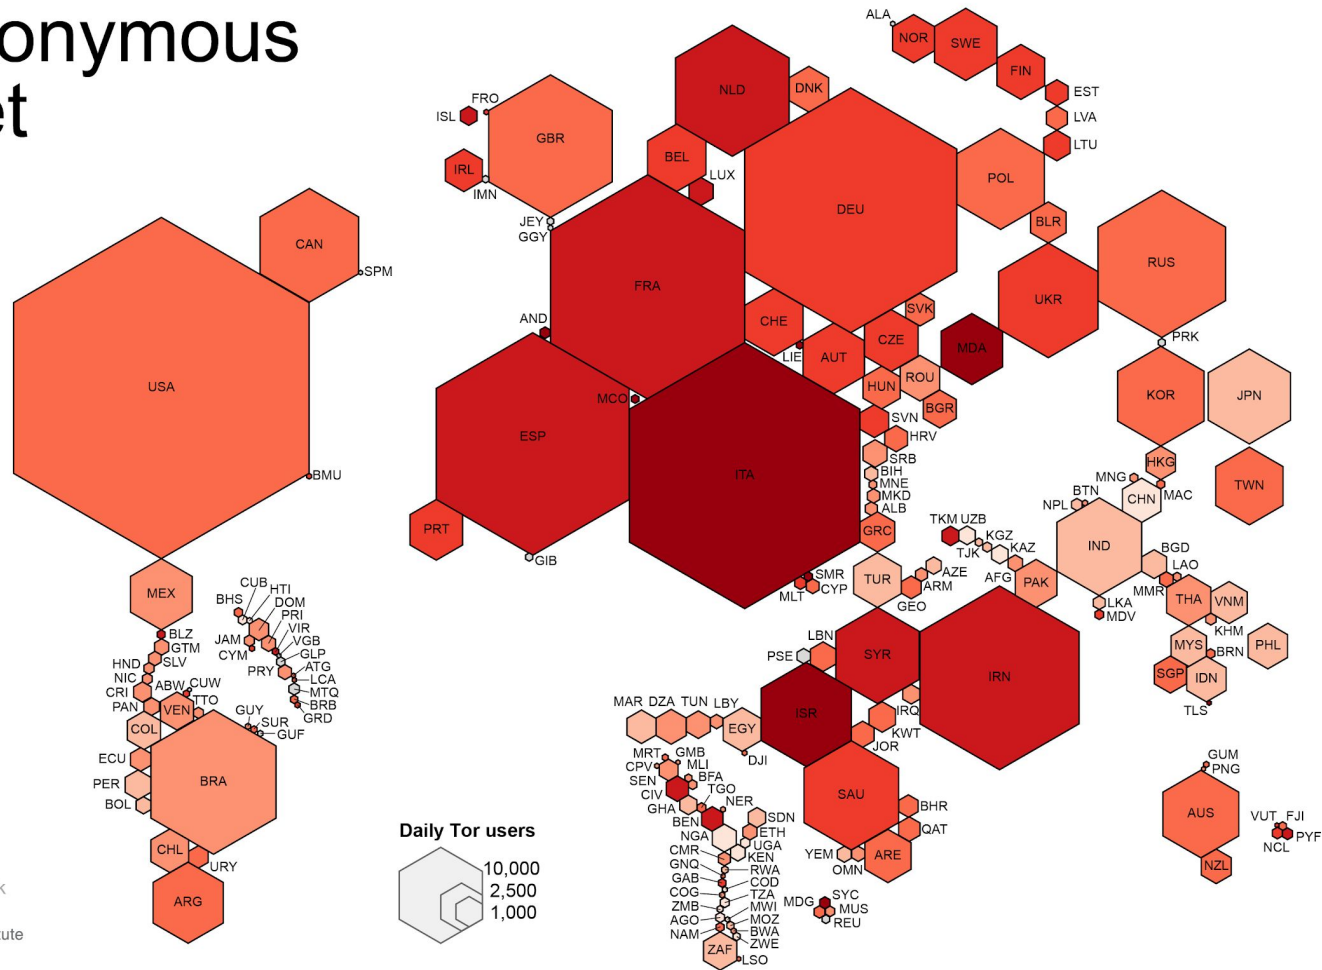 onymous
et
ALA
NOR
SWE
FIN
EST
LVA
LTU
FRO
ISL
GBR
IRL
IMN
JEY
GGY
NLD
DNK
BEL
LUX
DEU
POL
BLR
RUS
UKR
PRK
CAN
SPM
USA
BMU
FRA
AND
CHE
LIE
AUT
CZE
SVK
MDA
HUN
ROU
BGR
MCO
ESP
ITA
SVN
HRV
SRB
BIH
MNE
MKD
ALB
GRC
PRT
GIB
KOR
JPN
HKG
MNG
MAC
CHN
TWN
BTN
NPL
IND
TKM
UZB
TJK
KGZ
KAZ
AFG
PAK
BGD
LAO
MMR
THA
VNM
KHM
LKA
MDV
MYS
BRN
PHL
SGP
IDN
TLS
SMR
CYP
MLT
TUR
AZE
ARM
GEO
LBN
PSE
SYR
IRN
IRQ
ISR
KWT
JOR
MEX
BLZ
GTM
SLV
HND
NIC
CRI
PAN
CUB
HTI
BHS
DOM
PRI
JAM
VIR
CYM
VGB
GLP
PRY
ATG
LCA
MTQ
BRB
GRD
ABW
CUW
TTO
VEN
COL
GUY
SUR
GUF
ECU
BRA
PER
BOL
CHL
URY
ARG
MAR
DZA
TUN
LBY
EGY
DJI
MRT
GMB
CPV
MLI
SEN
BFA
CIV
TGO
GHA
NER
BEN
SDN
NGA
ETH
UGA
CMR
KEN
GNQ
RWA
GAB
COD
COG
TZA
ZMB
MWI
AGO
MOZ
NAM
BWA
ZWE
ZAF
LSO
SAU
BHR
QAT
YEM
OMN
ARE
SYC
MDG
MUS
REU
GUM
PNG
AUS
VUT
FJI
PYF
NCL
NZL
Daily Tor users
10,000
2,500
1,000
k
tute